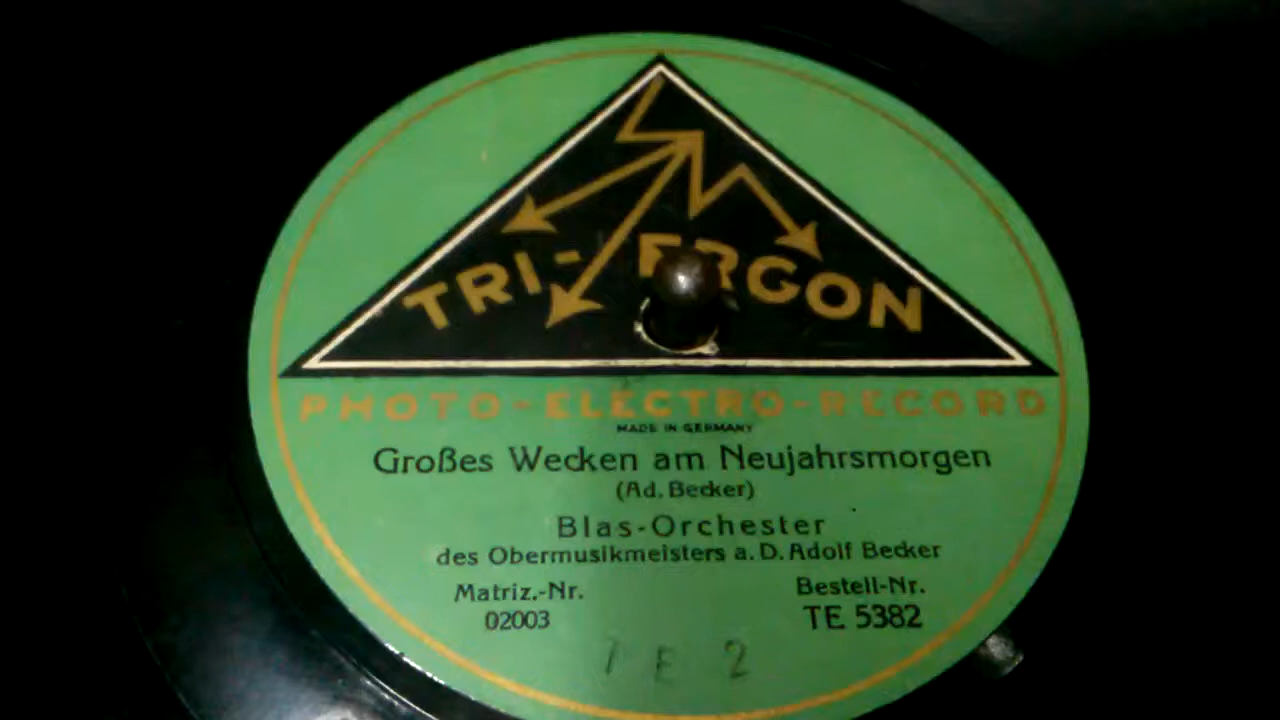 TRI-ERGON
PHOTO-ELECTRO-RECORD
MADE IN GERMANY
Großes Wecken am Neujahrsmorgen
(Ad. Becker)
Blas-Orchester
des Obermusikmeisters a. D. Adolf Becker
Matriz.-Nr. Bestell-Nr.
02003 TE 5382
E 2